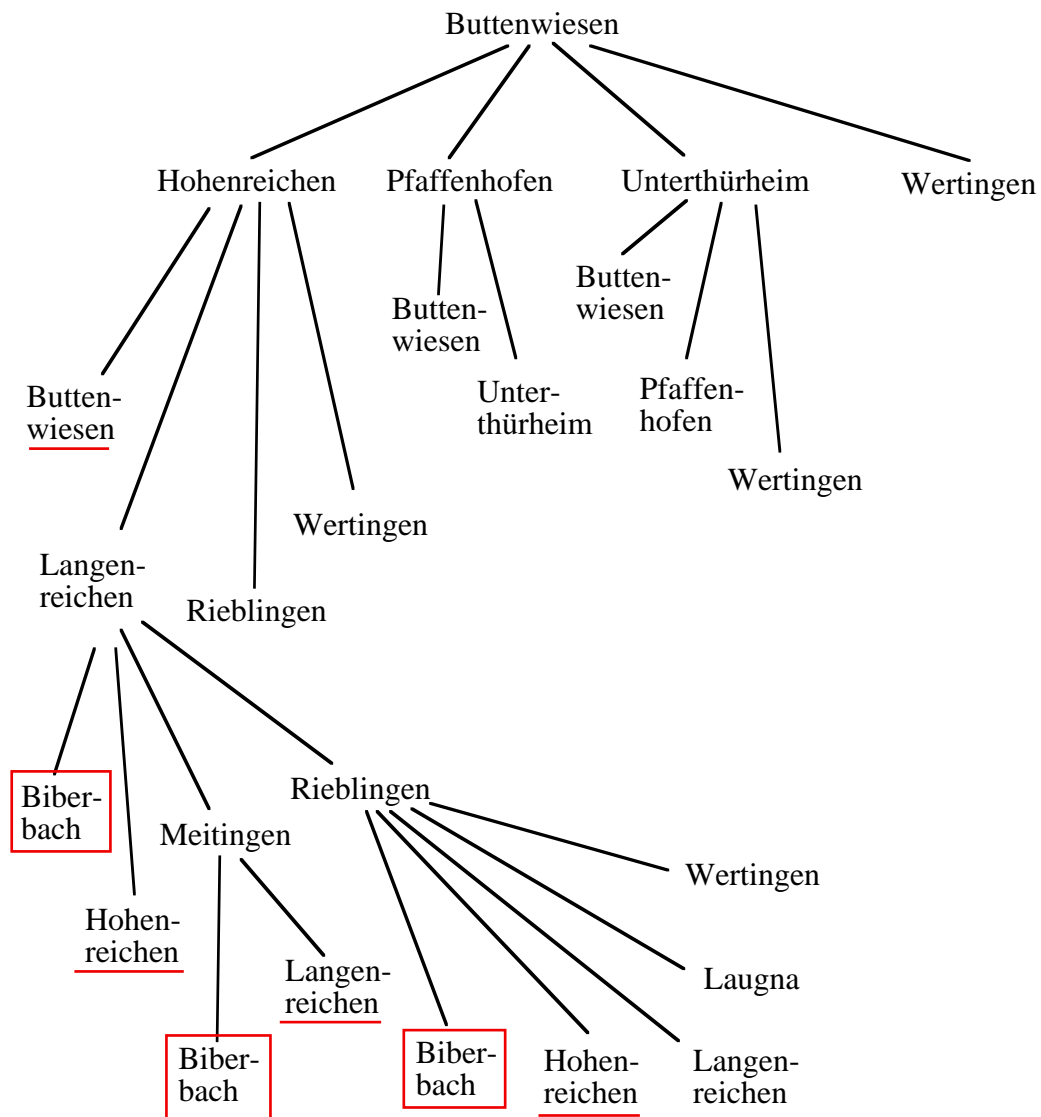 Buttenwiesen
Hohenreichen
Pfaffenhofen
Unterthürheim
Wertingen
Butten-
wiesen
Butten-
wiesen
Butten-
wiesen
Unter-
thürheim
Pfaffen-
hofen
Wertingen
Wertingen
Langen-
reichen
Rieblingen
Biber-
bach
Rieblingen
Meitingen
Wertingen
Hohen-
reichen
Langen-
reichen
Laugna
Biber-
bach
Biber-
bach
Hohen-
reichen
Langen-
reichen